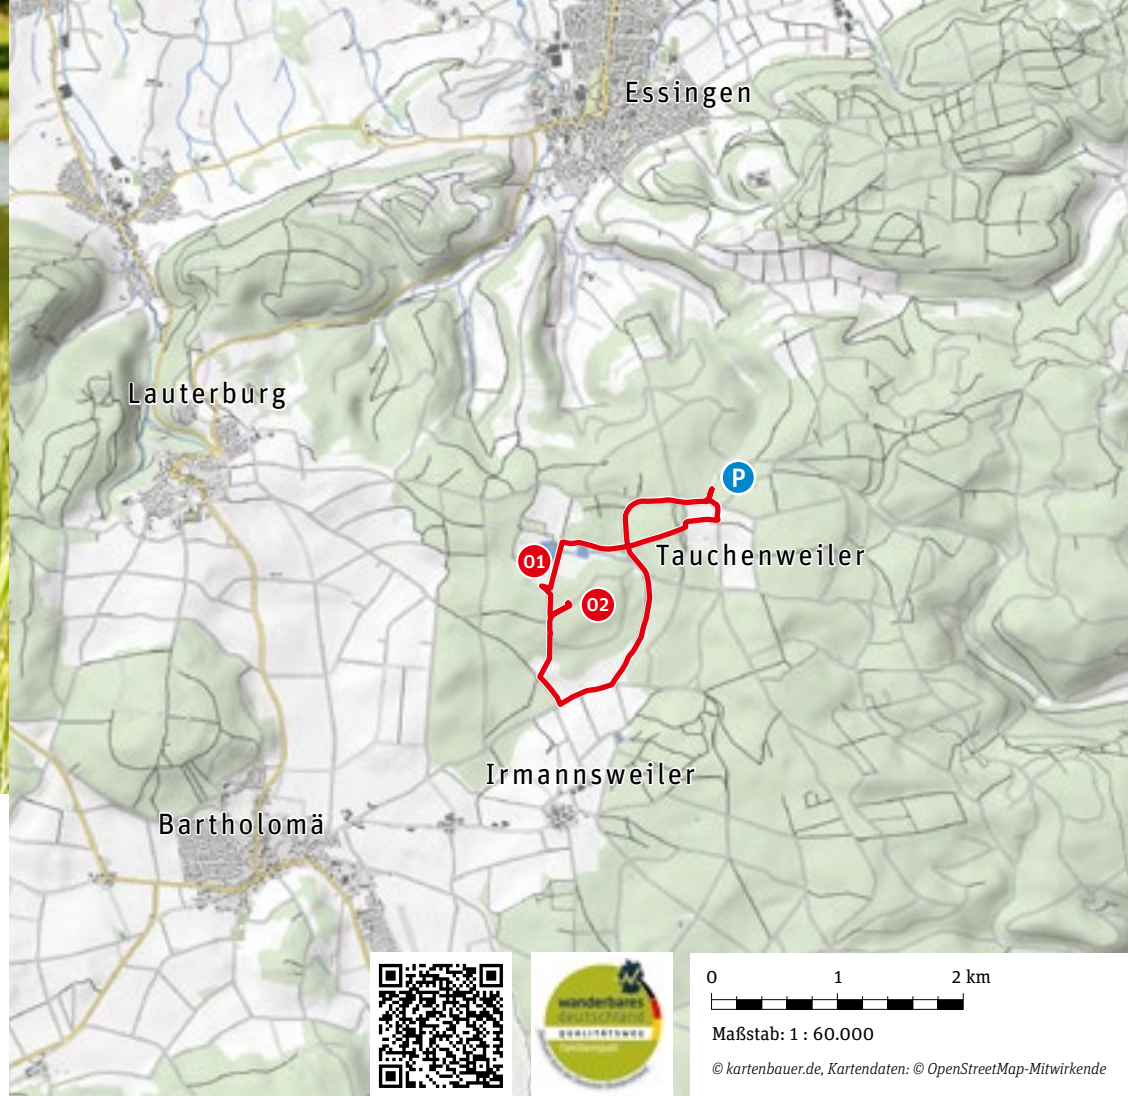 Essingen
Lauterburg
P
Tauchenweiler
01
02
Irmannsweiler
Bartholomä
wanderbares
deutschland
QUALITÄTSWEG
0 1 2 km
Maßstab: 1 : 60.000
© kartenbauer.de, Kartendaten: © OpenStreetMap-Mitwirkende